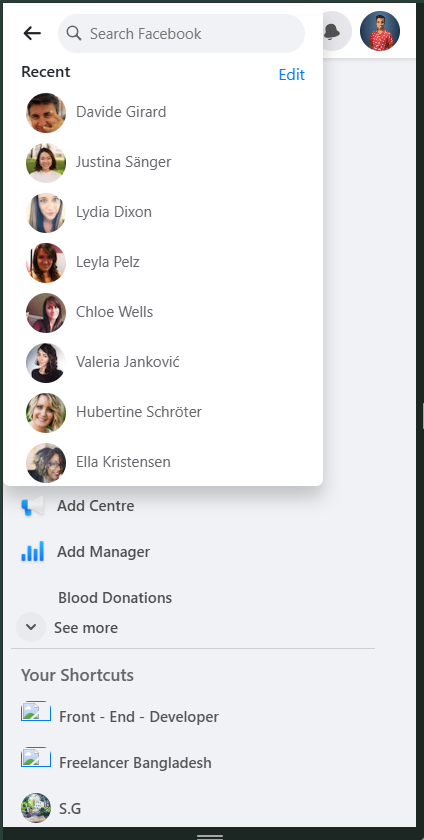 Search Facebook
Recent
Edit
Davide Girard
Justina Sänger
Lydia Dixon
Leyla Pelz
Chloe Wells
Valeria Janković
Hubertine Schröter
Ella Kristensen
Add Centre
Add Manager
Blood Donations
See more
Your Shortcuts
Front - End - Developer
Freelancer Bangladesh
S.G